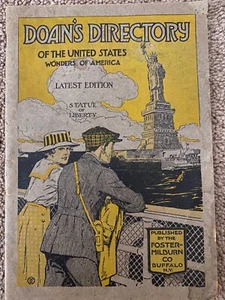 DOAN'S DIRECTORY
OF THE UNITED STATES
WONDERS OF AMERICA
LATEST EDITION
STATUE
OF
LIBERTY
PUBLISHED
BY THE
FOSTER-
MILBURN
CO
BUFFALO
N.Y.